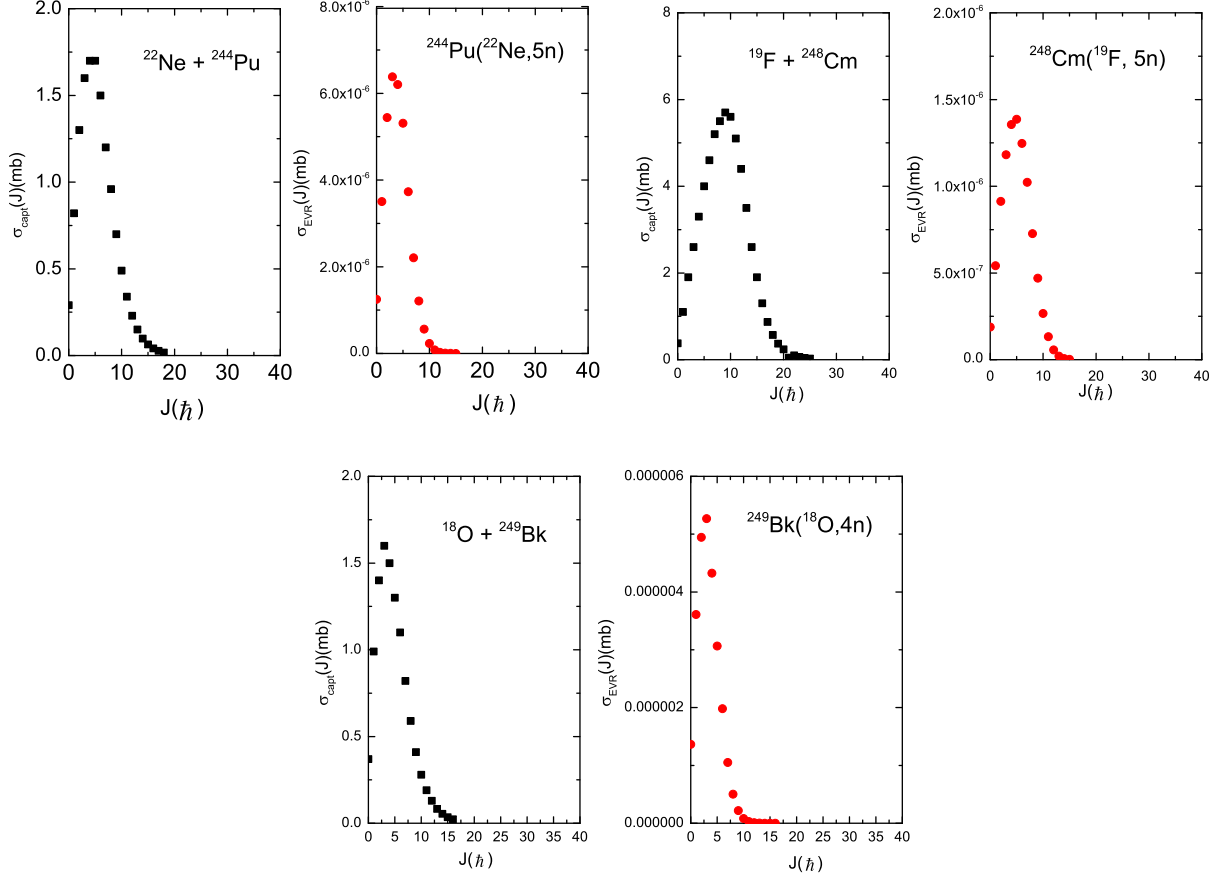 ²²Ne + ²⁴⁴Pu
σcapt(J)(mb)
2.0
1.5
1.0
0.5
0.0
0 10 20 30 40
J(ħ)
²⁴⁴Pu(²²Ne,5n)
σEVR(J)(mb)
8.0x10⁻⁶
6.0x10⁻⁶
4.0x10⁻⁶
2.0x10⁻⁶
0.0
0 10 20 30 40
J(ħ)
¹⁹F + ²⁴⁸Cm
σcapt(J)(mb)
8
6
4
2
0
0 10 20 30 40
J(ħ)
²⁴⁸Cm(¹⁹F, 5n)
σEVR(J)(mb)
2.0x10⁻⁶
1.5x10⁻⁶
1.0x10⁻⁶
5.0x10⁻⁷
0.0
0 10 20 30 40
J(ħ)
¹⁸O + ²⁴⁹Bk
σcapt(J)(mb)
2.0
1.5
1.0
0.5
0.0
0 5 10 15 20 25 30 35 40
J(ħ)
²⁴⁹Bk(¹⁸O,4n)
σEVR(J)(mb)
0.000006
0.000004
0.000002
0.000000
0 5 10 15 20 25 30 35 40
J(ħ)